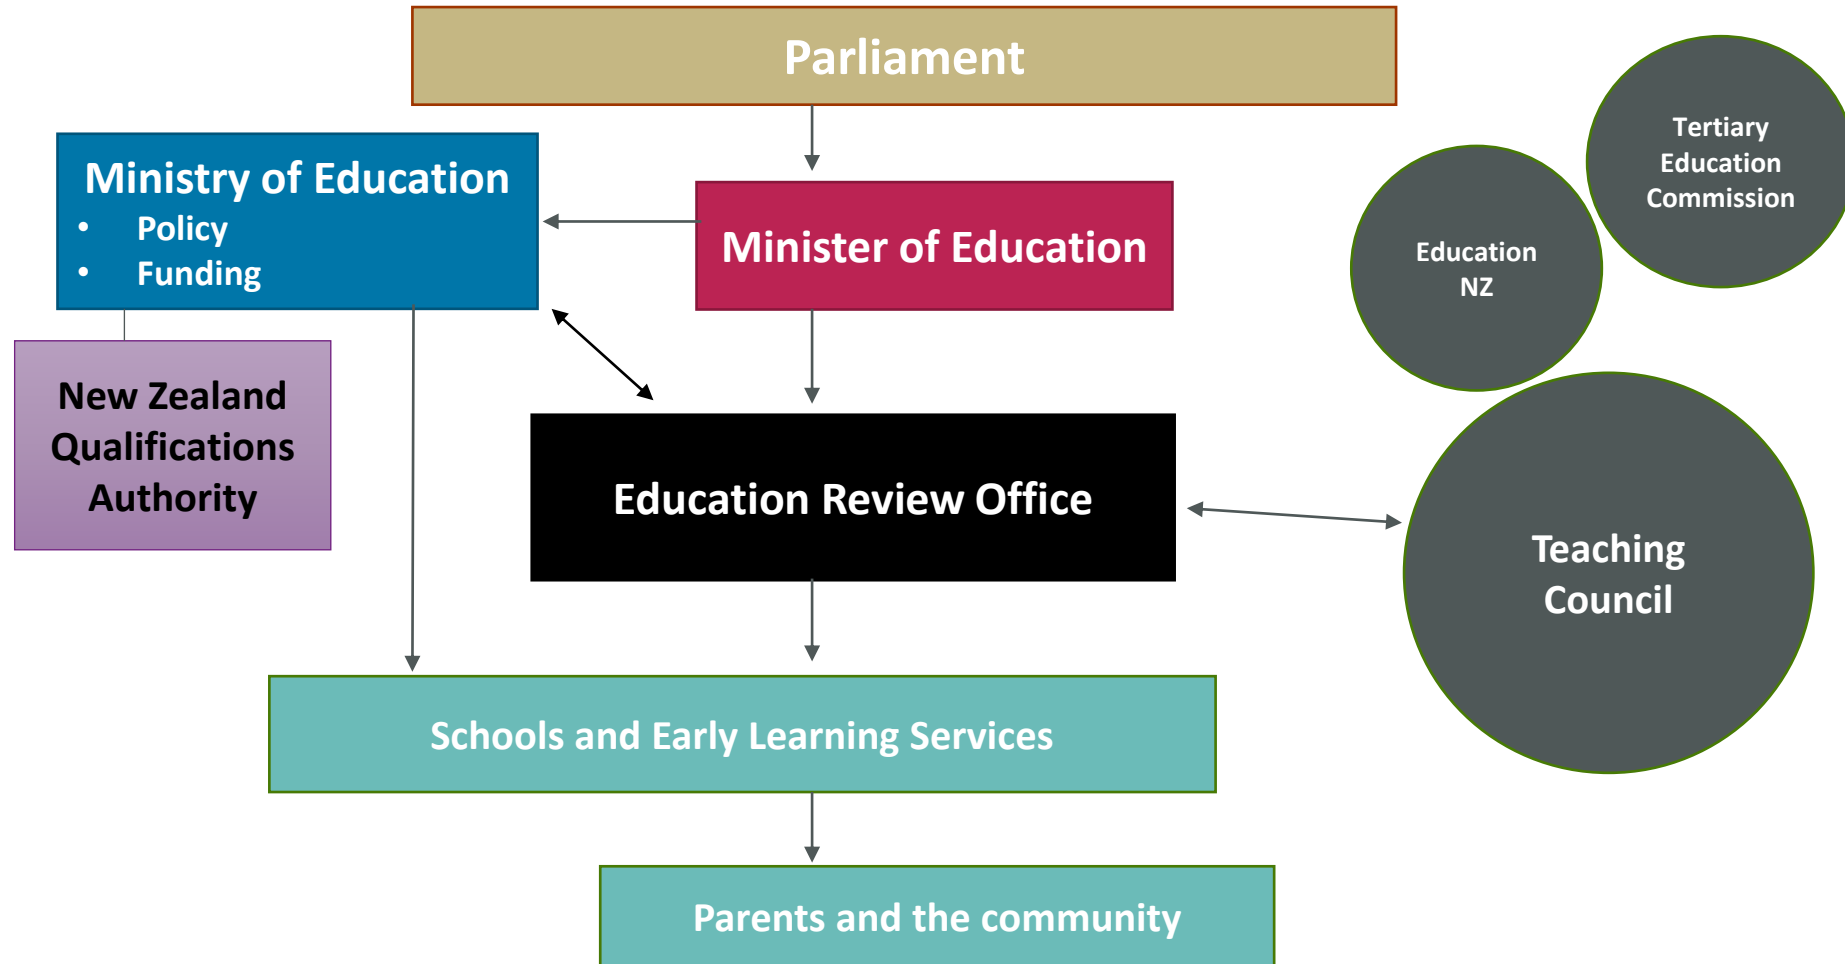 Parliament
Ministry of Education
• Policy
• Funding
Minister of Education
Tertiary
Education
Commission
Education
NZ
New Zealand
Qualifications
Authority
Education Review Office
Teaching
Council
Schools and Early Learning Services
Parents and the community